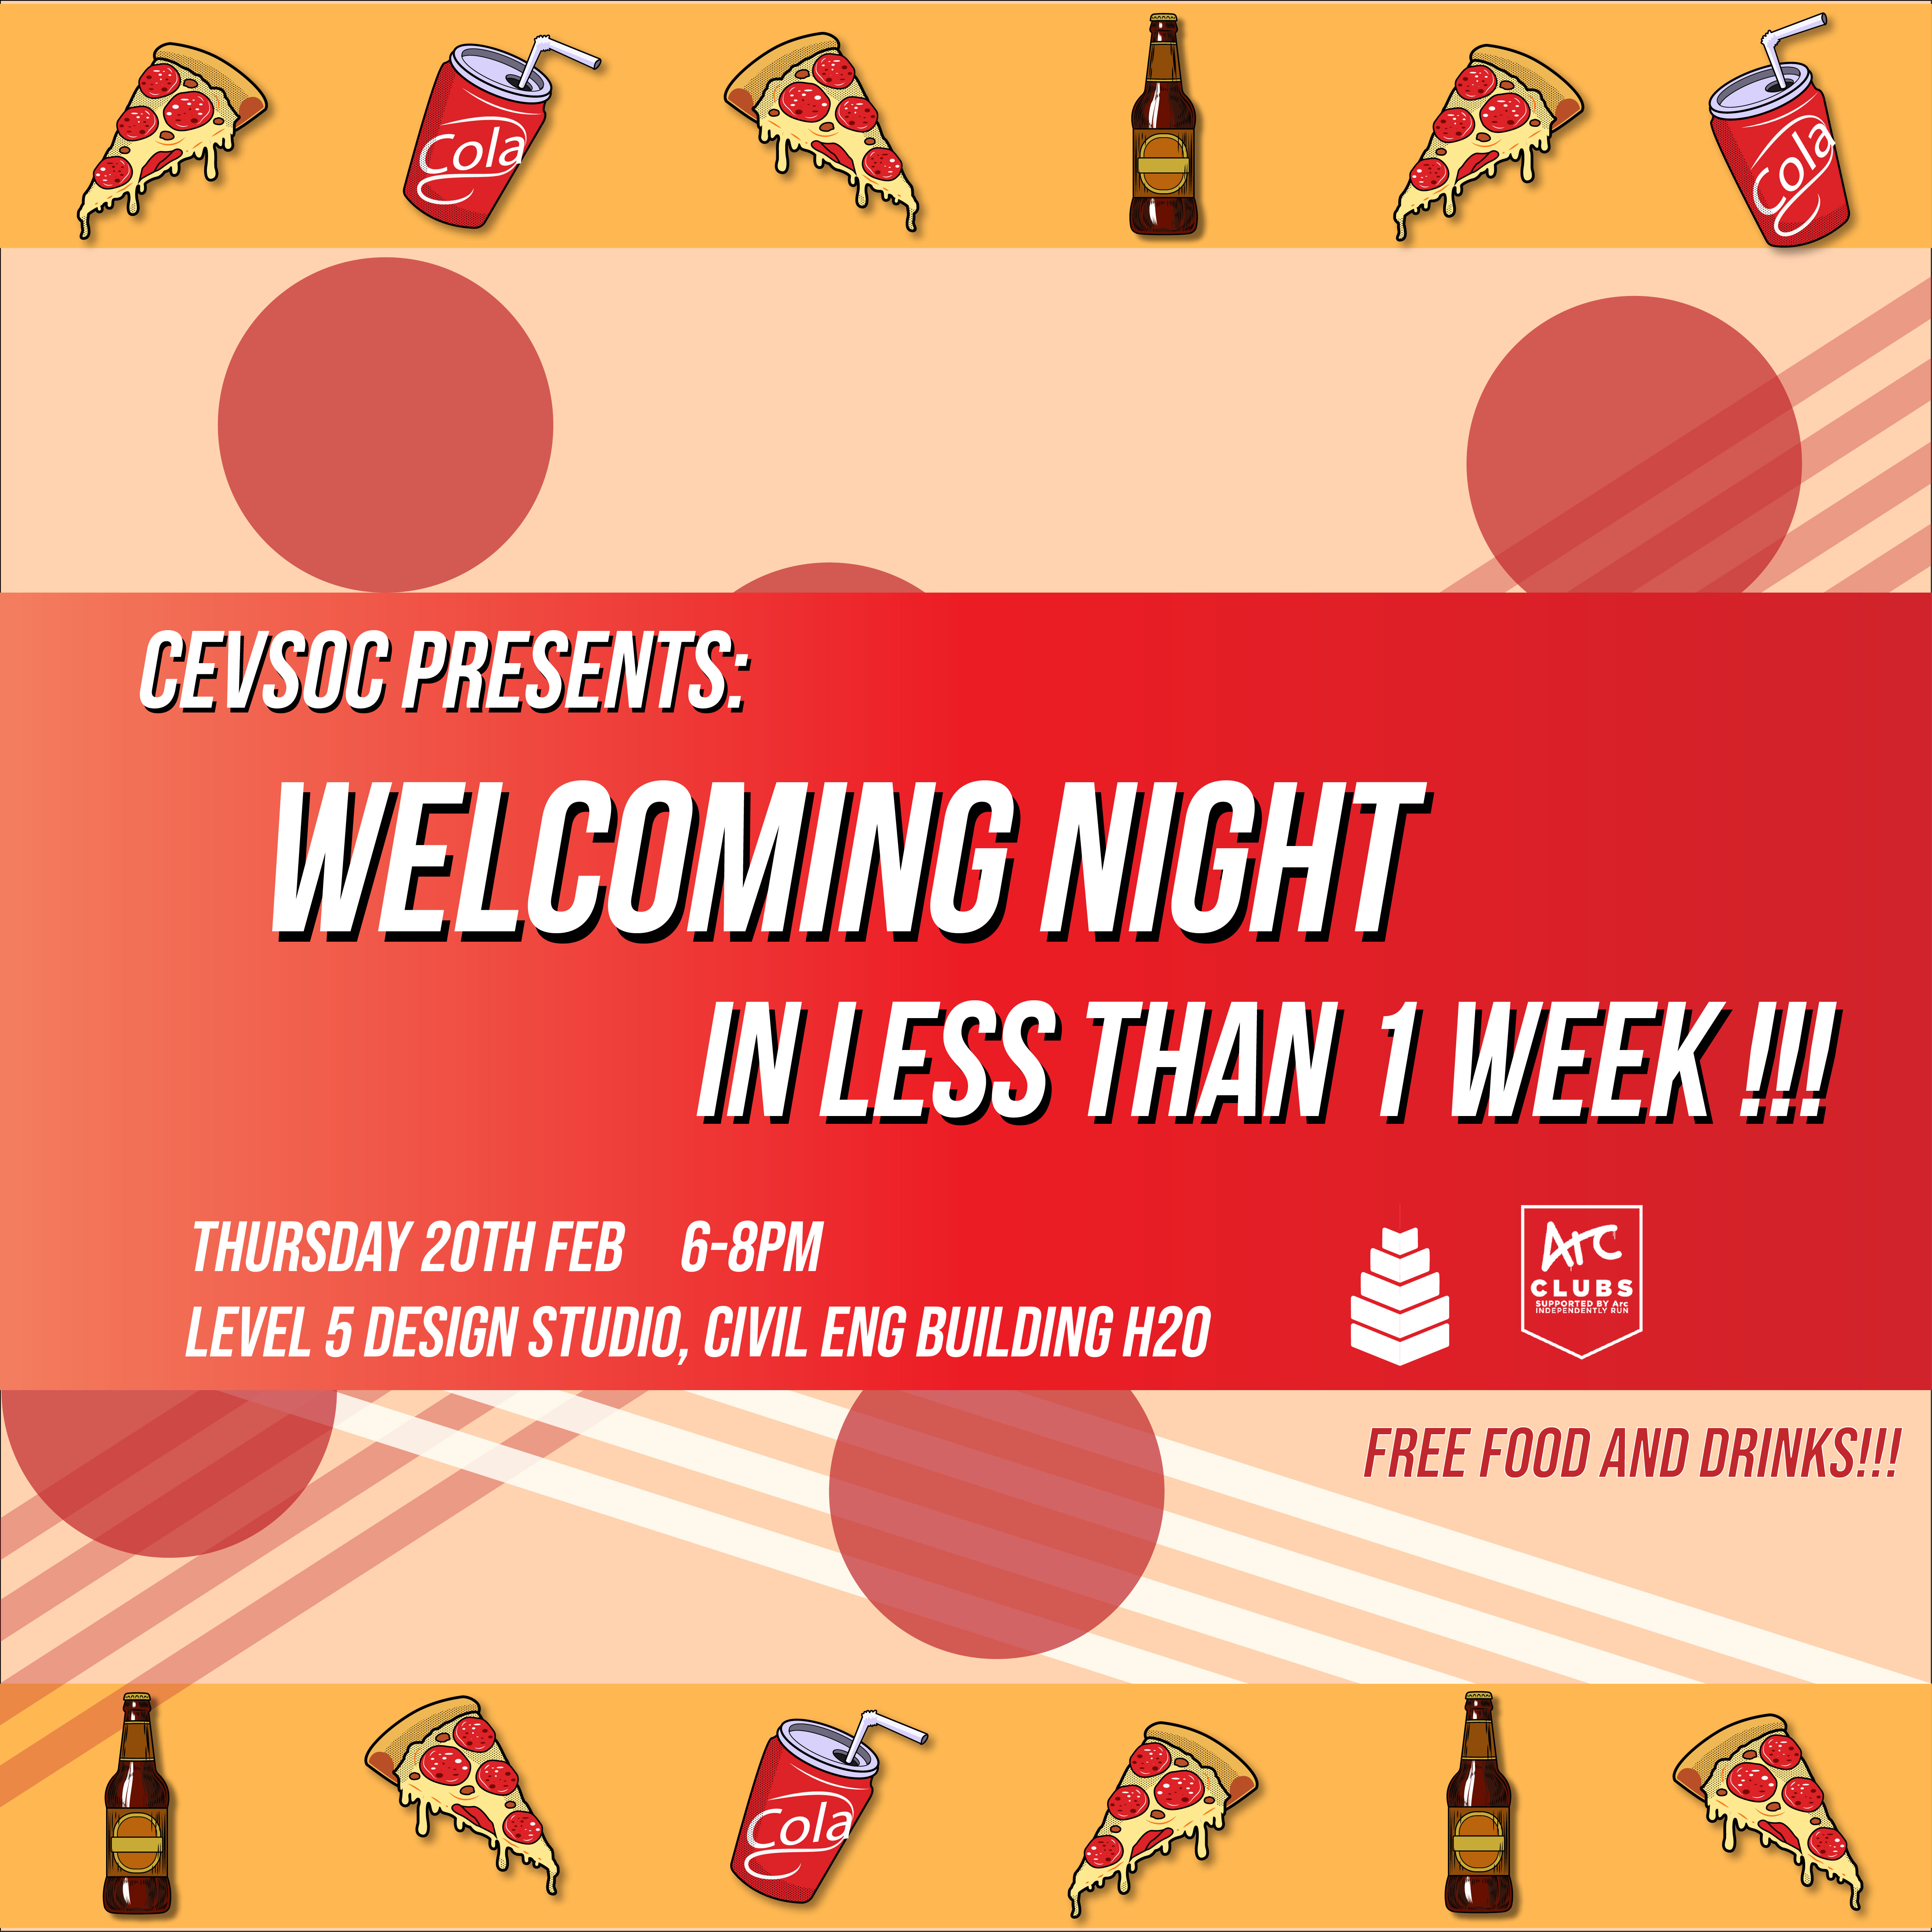 Cola
Cola
CEVSOC PRESENTS:
WELCOMING NIGHT
IN LESS THAN 1 WEEK !!!
THURSDAY 20TH FEB 6-8PM
LEVEL 5 DESIGN STUDIO, CIVIL ENG BUILDING H20
Arc
CLUBS
SUPPORTED BY Arc
INDEPENDENTLY RUN
FREE FOOD AND DRINKS!!!
Cola